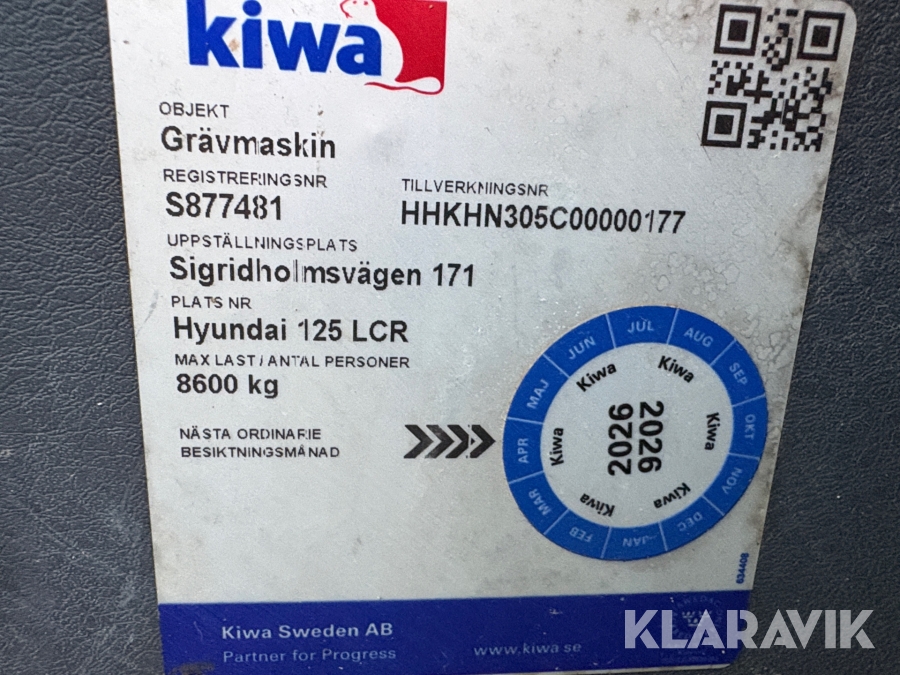 kiwa
OBJEKT
Grävmaskin
REGISTRERINGSNR
S877481
TILLVERKNINGSNR
HHKHN305C00000177
UPPSTÄLLNINGSPLATS
Sigridholmsvägen 171
PLATS NR
Hyundai 125 LCR
MAX LAST / ANTAL PERSONER
8600 kg
NÄSTA ORDINARIE
BESIKTNINGSMÅNAD
JAN FEB MAR APR MAJ JUN JUL AUG SEP OKT NOV DEC
Kiwa Kiwa Kiwa Kiwa Kiwa
2026
2026
634408
Kiwa Sweden AB
Partner for Progress
www.kiwa.se
KLARAVIK